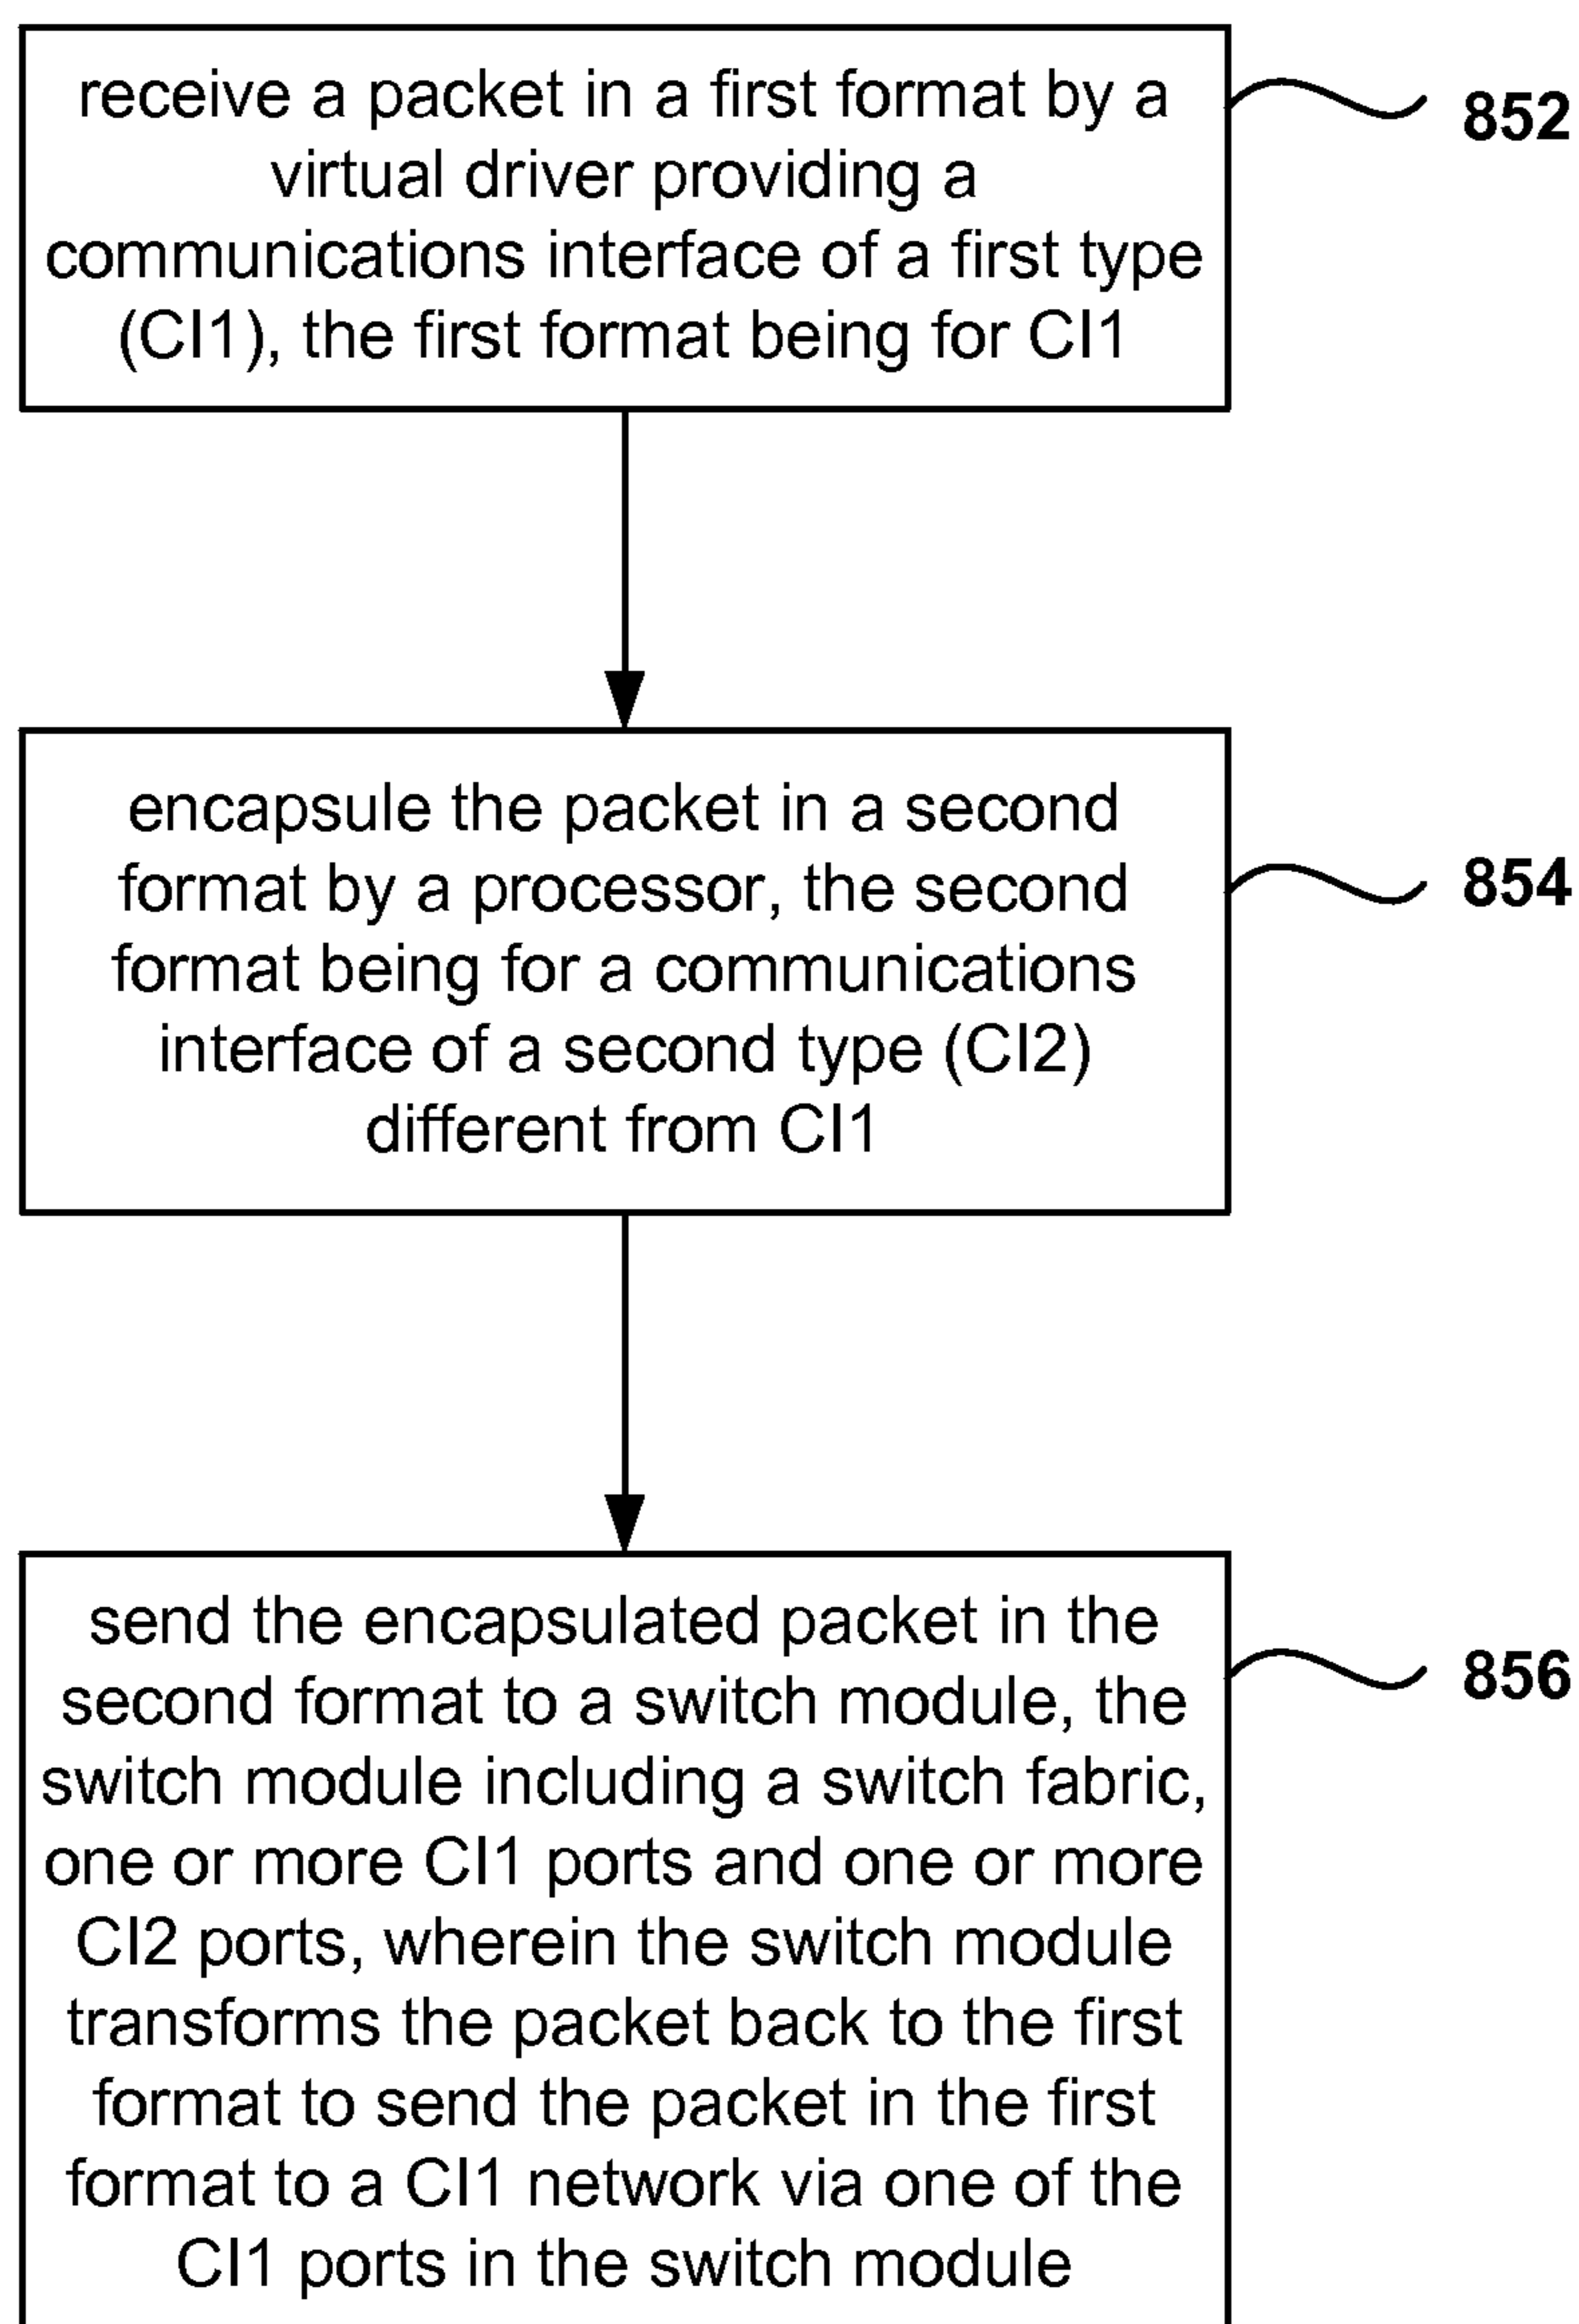 receive a packet in a first format by a
virtual driver providing a
communications interface of a first type
(CI1), the first format being for CI1
852
encapsule the packet in a second
format by a processor, the second
format being for a communications
interface of a second type (CI2)
different from CI1
854
send the encapsulated packet in the
second format to a switch module, the
switch module including a switch fabric,
one or more CI1 ports and one or more
CI2 ports, wherein the switch module
transforms the packet back to the first
format to send the packet in the first
format to a CI1 network via one of the
CI1 ports in the switch module
856